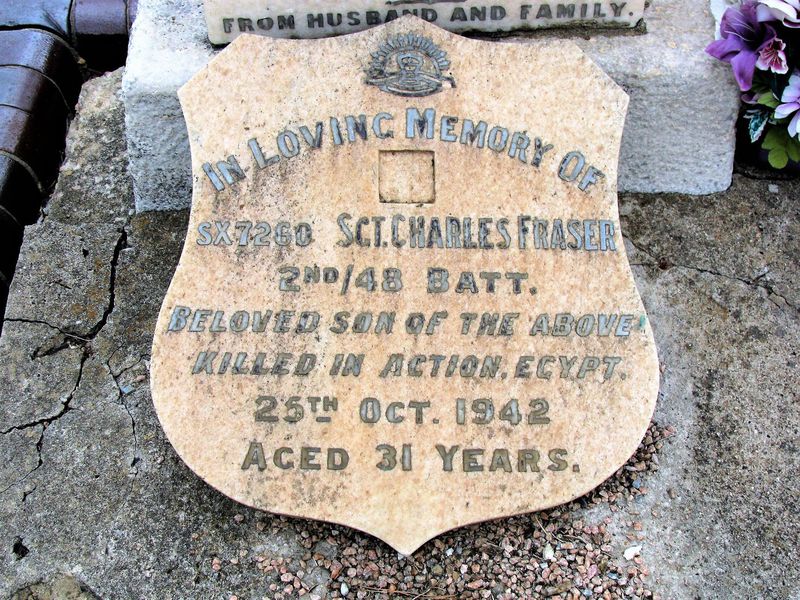 FROM HUSBAND AND FAMILY.
IN LOVING MEMORY OF
SX7260 SGT. CHARLES FRASER
2ND/48 BATT.
BELOVED SON OF THE ABOVE
KILLED IN ACTION, EGYPT.
25TH OCT. 1942
AGED 31 YEARS.